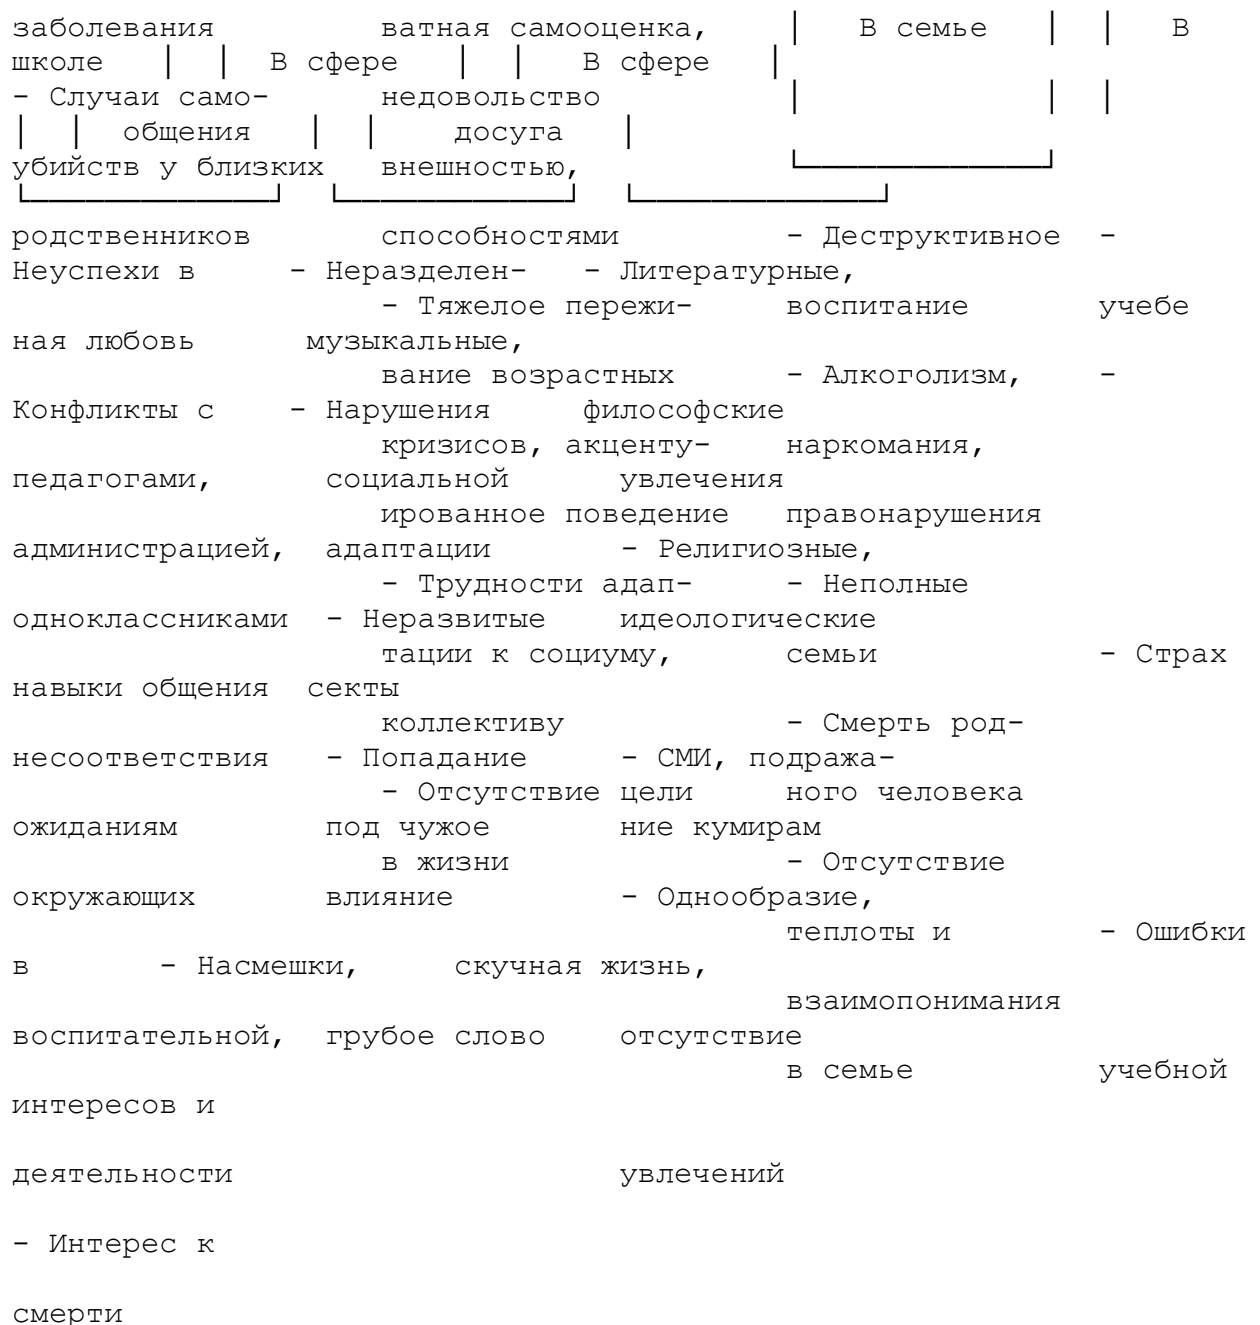 заболевания ватная самооценка, │ В семье │ │ В
школе │ │ В сфере │ │ В сфере │
- Случаи само- недовольство │ │ │
│ │ общения │ │ досуга │
убийств у близких внешностью, └──────────────┘
└──────────────┘ └─────────────┘ └──────────────┘
родственников способностями - Деструктивное -
Неуспехи в - Неразделен- - Литературные,
- Тяжелое пережи- воспитание учебе
ная любовь музыкальные,
вание возрастных - Алкоголизм, -
Конфликты с - Нарушения философские
кризисов, акценту- наркомания,
педагогами, социальной увлечения
ированное поведение правонарушения
администрацией, адаптации - Религиозные,
- Трудности адап- - Неполные
одноклассниками - Неразвитые идеологические
тации к социуму, семьи - Страх
навыки общения секты
коллективу - Смерть род-
несоответствия - Попадание - СМИ, подража-
- Отсутствие цели ного человека
ожиданиям под чужое ние кумирам
в жизни - Отсутствие
окружающих влияние - Однообразие,
теплоты и - Ошибки
в - Насмешки, скучная жизнь,
взаимопонимания
воспитательной, грубое слово отсутствие
в семье учебной
интересов и
деятельности увлечений
- Интерес к
смерти